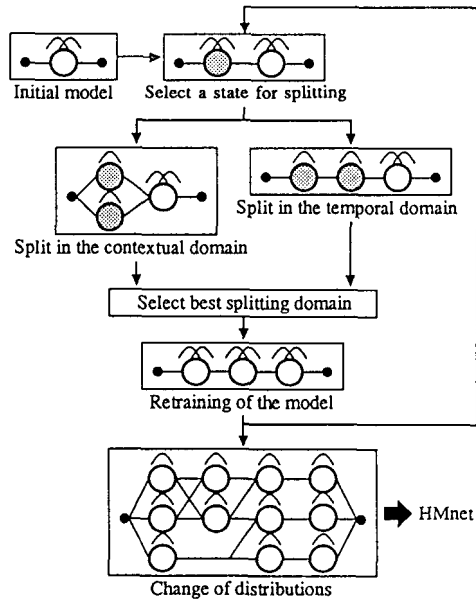 Initial model
Select a state for splitting
Split in the contextual domain
Split in the temporal domain
Select best splitting domain
Retraining of the model
HMnet
Change of distributions